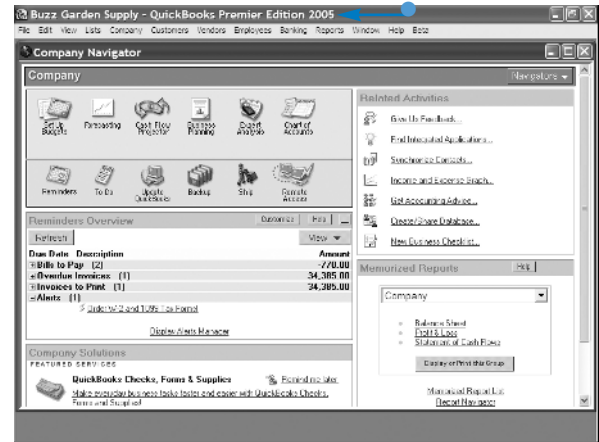 Buzz Garden Supply - QuickBooks Premier Edition 2005
File Edit View Lists Company Customers Vendors Employees Banking Reports Window Help Beta
Company Navigator
Company
Navigators
Set Up Budgets
Forecasting
Cash Flow Projector
Business Planning
Expert Analysis
Chart of Accounts
Reminders
To Do
Update QuickBooks
Backup
Ship
Remote Access
Related Activities
Give Us Feedback...
Find Integrated Applications...
Synchronize Contacts...
Income and Expense Graph...
Get Accounting Advice...
Create/Share Database...
New Business Checklist...
Reminders Overview
Customize Help
Refresh
View
Due Date Description Amount
Bills to Pay (2) -770.00
Overdue Invoices (1) 34,385.00
Invoices to Print (1) 34,385.00
Alerts (1)
Order W-2 and 1099 Tax Forms!
Display Alerts Manager
Memorized Reports
Help
Company
Balance Sheet
Profit & Loss
Statement of Cash Flows
Display or Print this Group
Memorized Report List
Report Navigator
Company Solutions
FEATURED SERVICES
QuickBooks Checks, Forms & Supplies
Remind me later
Make everyday business tasks faster and easier with QuickBooks Checks,
Forms and Supplies!